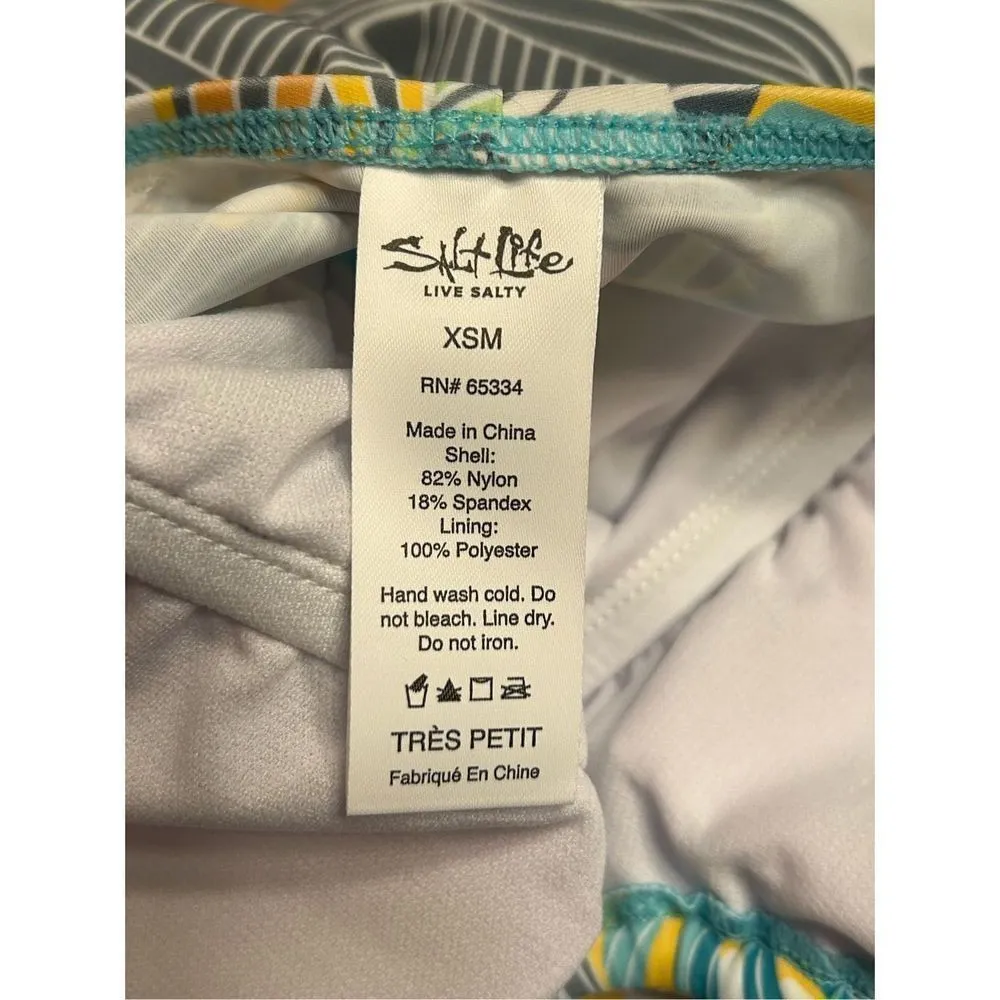 Salt Life
LIVE SALTY
XSM
RN# 65334
Made in China
Shell:
82% Nylon
18% Spandex
Lining:
100% Polyester
Hand wash cold. Do
not bleach. Line dry.
Do not iron.
TRÈS PETIT
Fabriqué En Chine